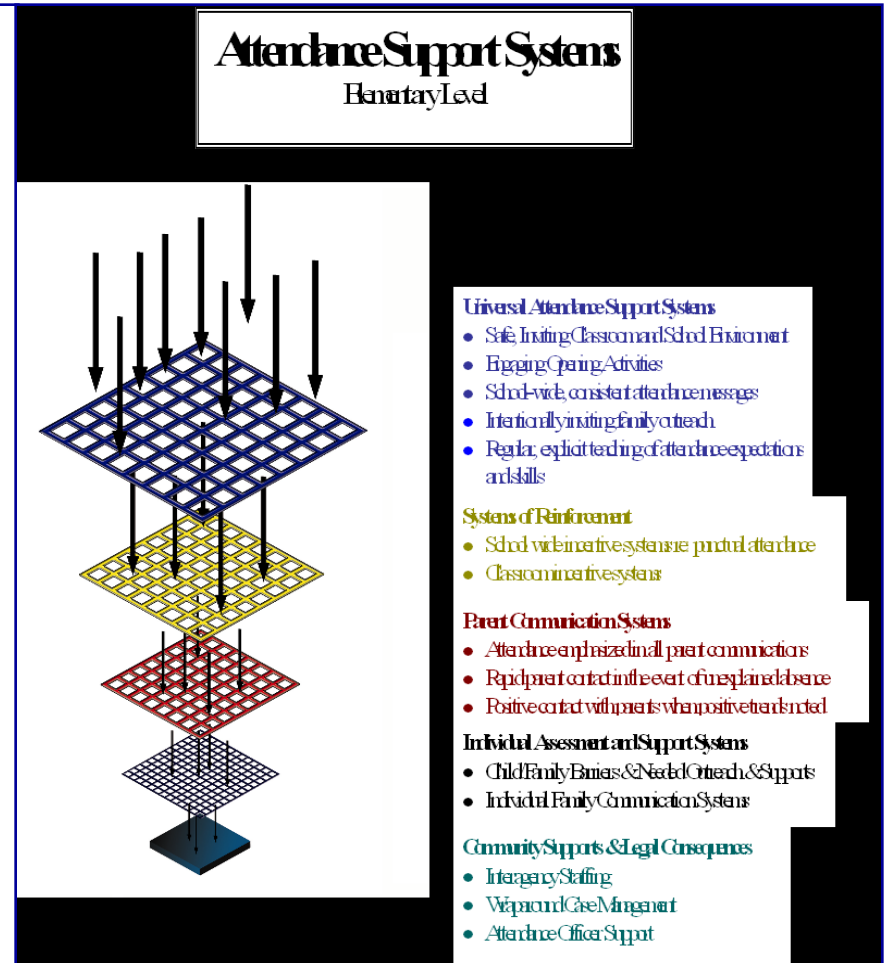 Attendance Support Systems
Elementary Level
Universal Attendance Support Systems
• Safe, Inviting Classroom and School Environment
• Engaging Opening Activities
• School-wide, consistent attendance messages
• Intentionally inviting family outreach
• Regular, explicit teaching of attendance expectations
and skills
Systems of Reinforcement
• School-wide incentive systems re: punctual attendance
• Classroom incentive systems
Parent Communication Systems
• Attendance emphasized in all parent communications
• Rapid parent contact in the event of unexplained absence
• Positive contact with parents when positive trends noted
Individual Assessment and Support Systems
• Child/Family Barriers & Needed Outreach & Supports
• Individual Family Communication Systems
Community Supports & Legal Consequences
• Interagency Staffing
• Wraparound Case Management
• Attendance Officer Support